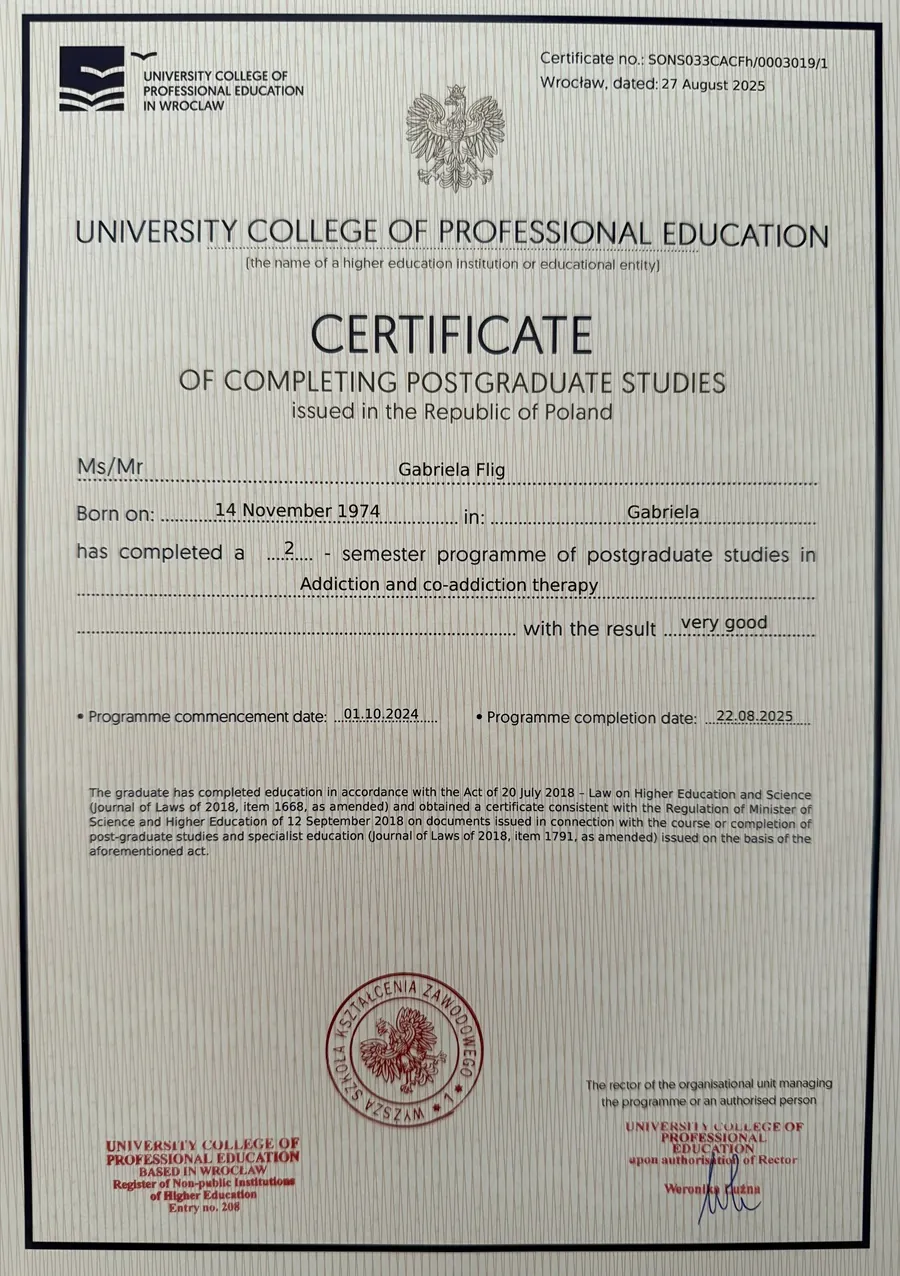 UNIVERSITY COLLEGE OF
PROFESSIONAL EDUCATION
IN WROCLAW
Certificate no.: SONS033CACFh/0003019/1
Wrocław, dated: 27 August 2025
UNIVERSITY COLLEGE OF PROFESSIONAL EDUCATION
(the name of a higher education institution or educational entity)
CERTIFICATE
OF COMPLETING POSTGRADUATE STUDIES
issued in the Republic of Poland
Ms/Mr Gabriela Flig
Born on: 14 November 1974 in: Gabriela
has completed a 2 - semester programme of postgraduate studies in
Addiction and co-addiction therapy
with the result very good
• Programme commencement date: 01.10.2024 • Programme completion date: 22.08.2025
The graduate has completed education in accordance with the Act of 20 July 2018 – Law on Higher Education and Science
(Journal of Laws of 2018, item 1668, as amended) and obtained a certificate consistent with the Regulation of Minister of
Science and Higher Education of 12 September 2018 on documents issued in connection with the course or completion of
post-graduate studies and specialist education (Journal of Laws of 2018, item 1791, as amended) issued on the basis of the
aforementioned act.
WYŻSZA SZKOŁA KSZTAŁCENIA ZAWODOWEGO * 1 *
The rector of the organisational unit managing
the programme or an authorised person
UNIVERSITY COLLEGE OF
PROFESSIONAL EDUCATION
BASED IN WROCŁAW
Register of Non-public Institutions
of Higher Education
Entry no. 208
UNIVERSITY COLLEGE OF
PROFESSIONAL
EDUCATION
upon authorisation of Rector
Weronika Łuźna